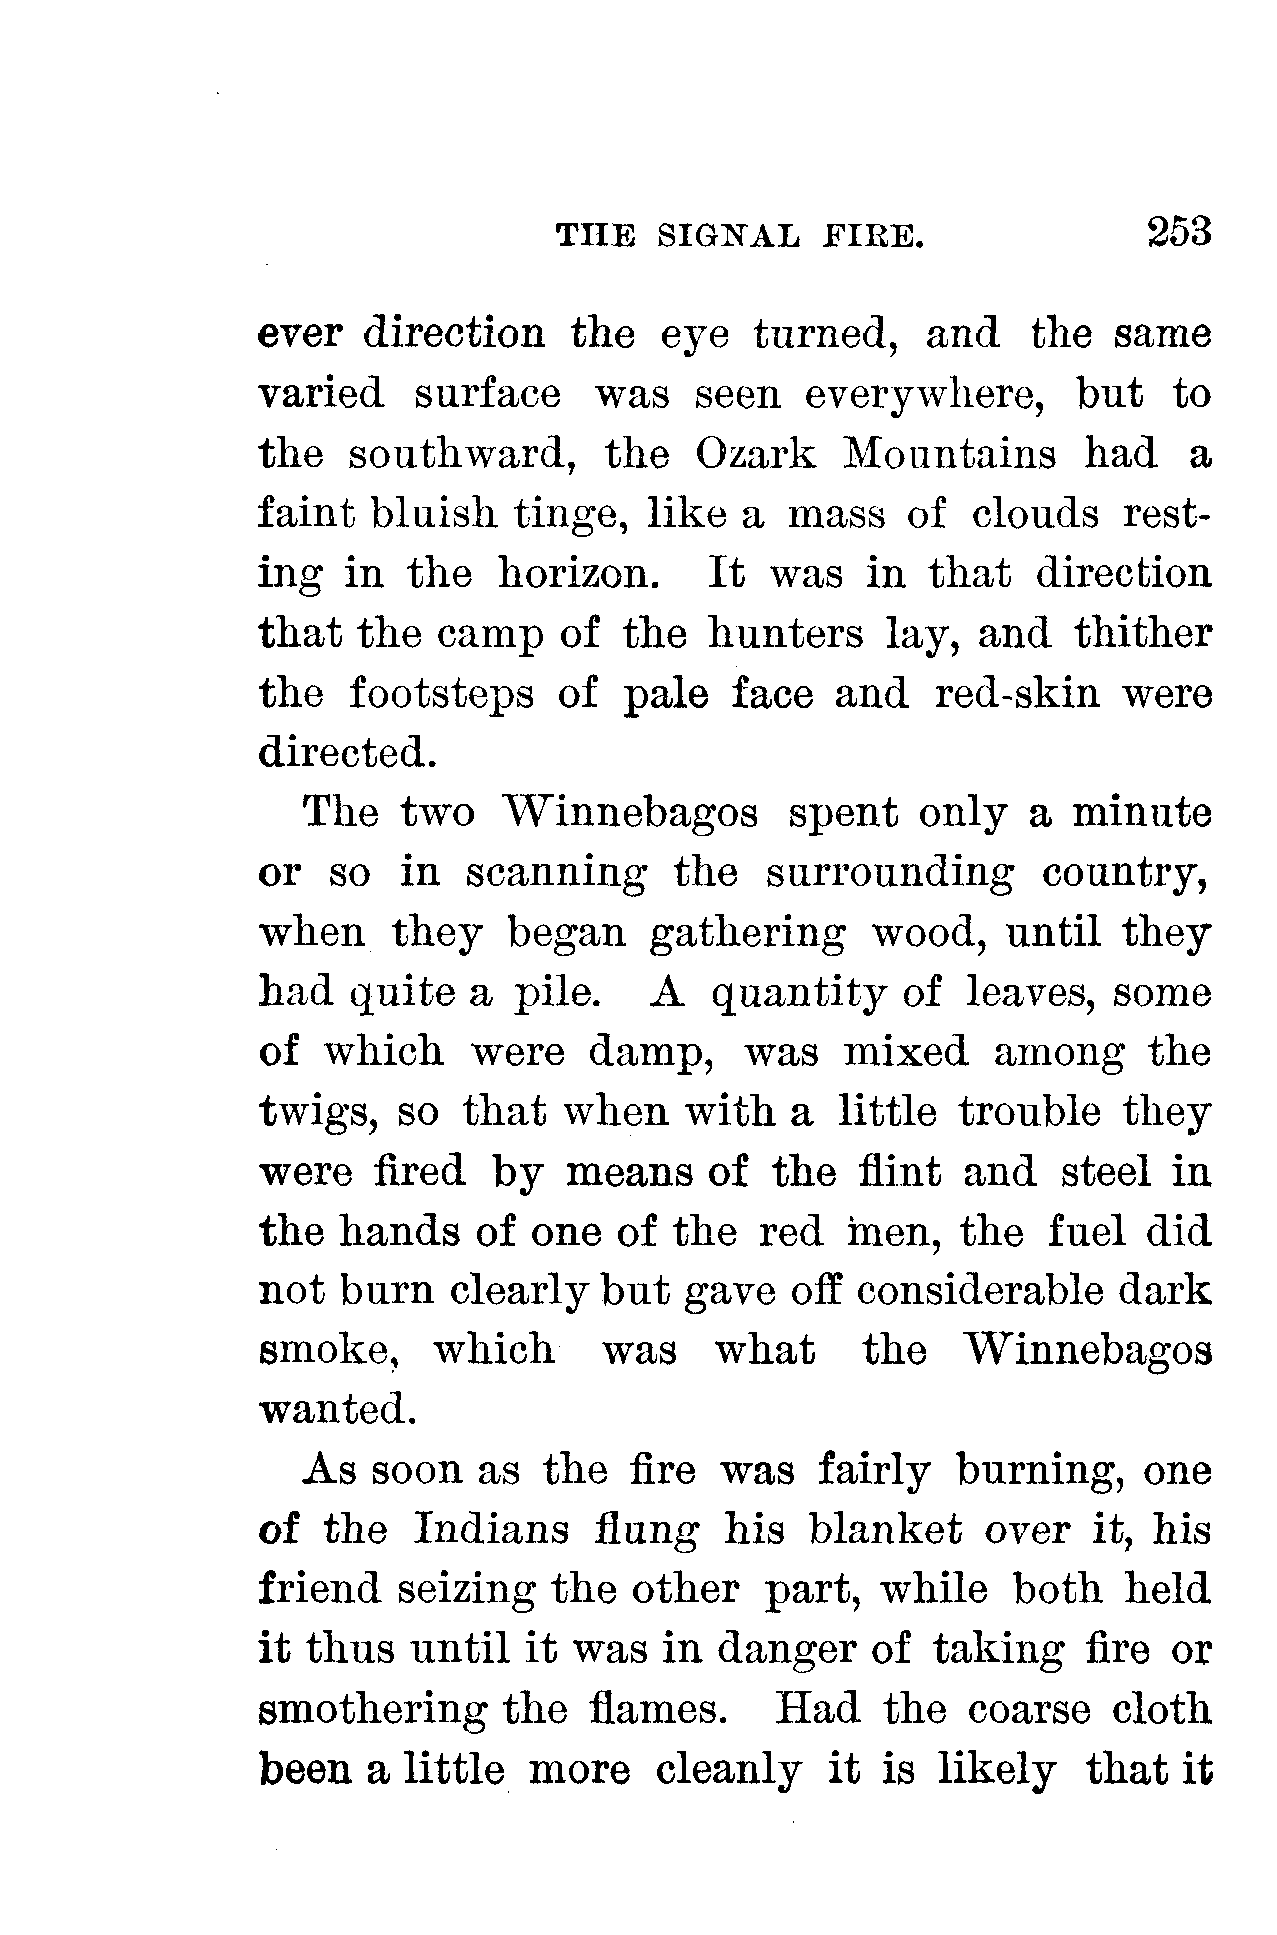 THE SIGNAL FIRE. 253
ever direction the eye turned, and the same
varied surface was seen everywhere, but to
the southward, the Ozark Mountains had a
faint bluish tinge, like a mass of clouds rest-
ing in the horizon. It was in that direction
that the camp of the hunters lay, and thither
the footsteps of pale face and red-skin were
directed.
The two Winnebagos spent only a minute
or so in scanning the surrounding country,
when they began gathering wood, until they
had quite a pile. A quantity of leaves, some
of which were damp, was mixed among the
twigs, so that when with a little trouble they
were fired by means of the flint and steel in
the hands of one of the red men, the fuel did
not burn clearly but gave off considerable dark
smoke, which was what the Winnebagos
wanted.
As soon as the fire was fairly burning, one
of the Indians flung his blanket over it, his
friend seizing the other part, while both held
it thus until it was in danger of taking fire or
smothering the flames. Had the coarse cloth
been a little more cleanly it is likely that it